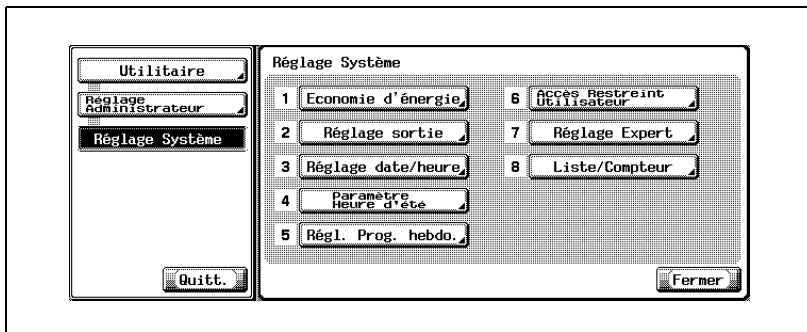 Utilitaire
Réglage
Administrateur
Réglage Système
Quitt.
Réglage Système
1 Economie d'énergie
2 Réglage sortie
3 Réglage date/heure
4 Paramètre
Heure d'été
5 Régl. Prog. hebdo.
6 Accès Restreint
Utilisateur
7 Réglage Expert
8 Liste/Compteur
Fermer